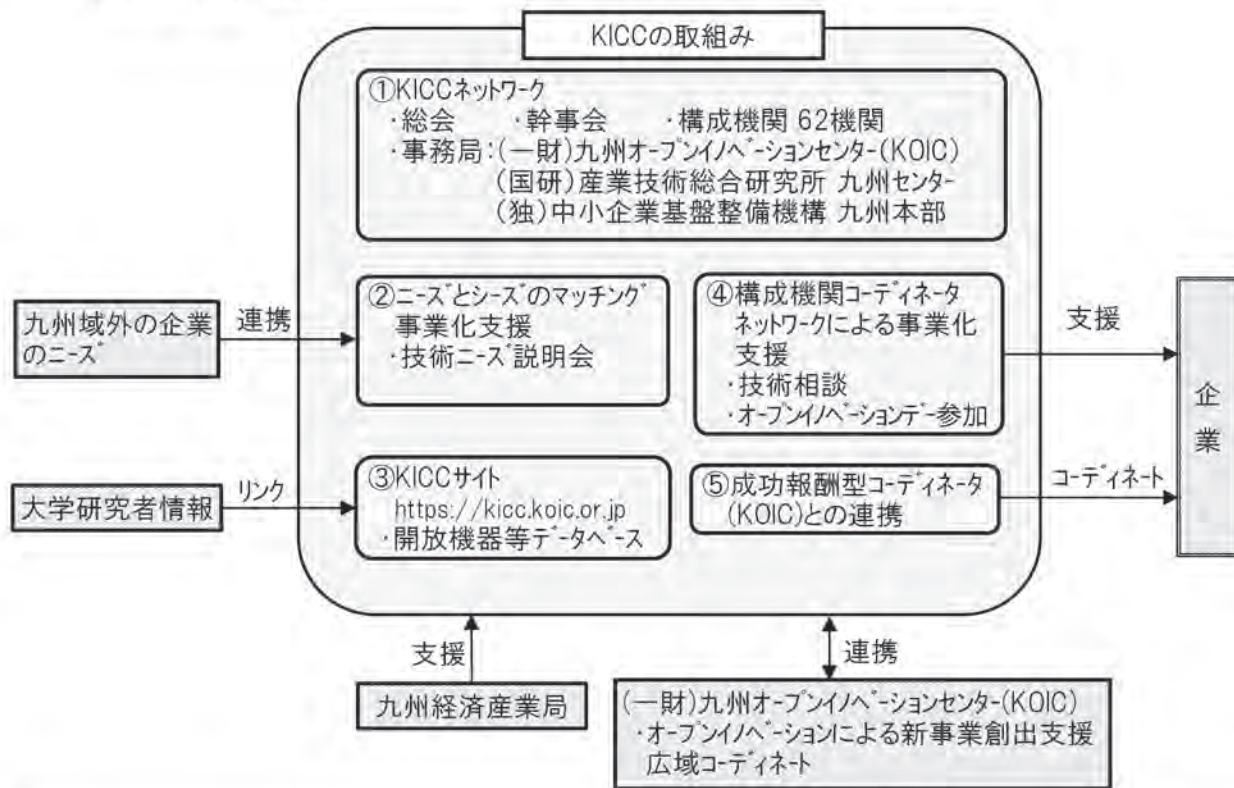 KICCの取組み
①KICCネットワーク
・総会 ・幹事会 ・構成機関 62機関
・事務局:(一財)九州オープンイノベーションセンター(KOIC)
(国研)産業技術総合研究所 九州センター
(独)中小企業基盤整備機構 九州本部
九州域外の企業
のニーズ
連携
②ニーズとシーズのマッチング
事業化支援
・技術ニーズ説明会
④構成機関コーディネータ
ネットワークによる事業化
支援
・技術相談
・オープンイノベーションデー参加
支援
企
業
大学研究者情報
リンク
③KICCサイト
https://kicc.koic.or.jp
・開放機器等データベース
⑤成功報酬型コーディネータ
(KOIC)との連携
コーディネート
支援
九州経済産業局
連携
(一財)九州オープンイノベーションセンター(KOIC)
・オープンイノベーションによる新事業創出支援
広域コーディネート